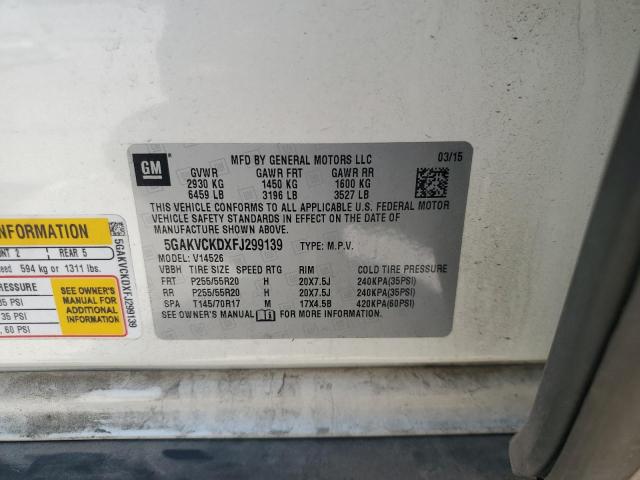 GM
MFD BY GENERAL MOTORS LLC 03/15
GVWR GAWR FRT GAWR RR
2930 KG 1450 KG 1600 KG
6459 LB 3196 LB 3527 LB
THIS VEHICLE CONFORMS TO ALL APPLICABLE U.S. FEDERAL MOTOR
VEHICLE SAFETY STANDARDS IN EFFECT ON THE DATE OF
MANUFACTURE SHOWN ABOVE.
5GAKVCKDXFJ299139 TYPE: M.P.V.
MODEL: V14526
VBBH TIRE SIZE SPEED RTG RIM COLD TIRE PRESSURE
FRT P255/55R20 H 20X7.5J 240KPA(35PSI)
RR P255/55R20 H 20X7.5J 240KPA(35PSI)
SPA T145/70R17 M 17X4.5B 420KPA(60PSI)
SEE OWNER'S MANUAL FOR MORE INFORMATION.
INFORMATION
2 REAR 5
594 kg or 1311 lbs.
PRESSURE
35 PSI
35 PSI
60 PSI
SEE OWNER'S
MANUAL FOR
ADDITIONAL
INFORMATION
5GAKVCKDXFJ299139